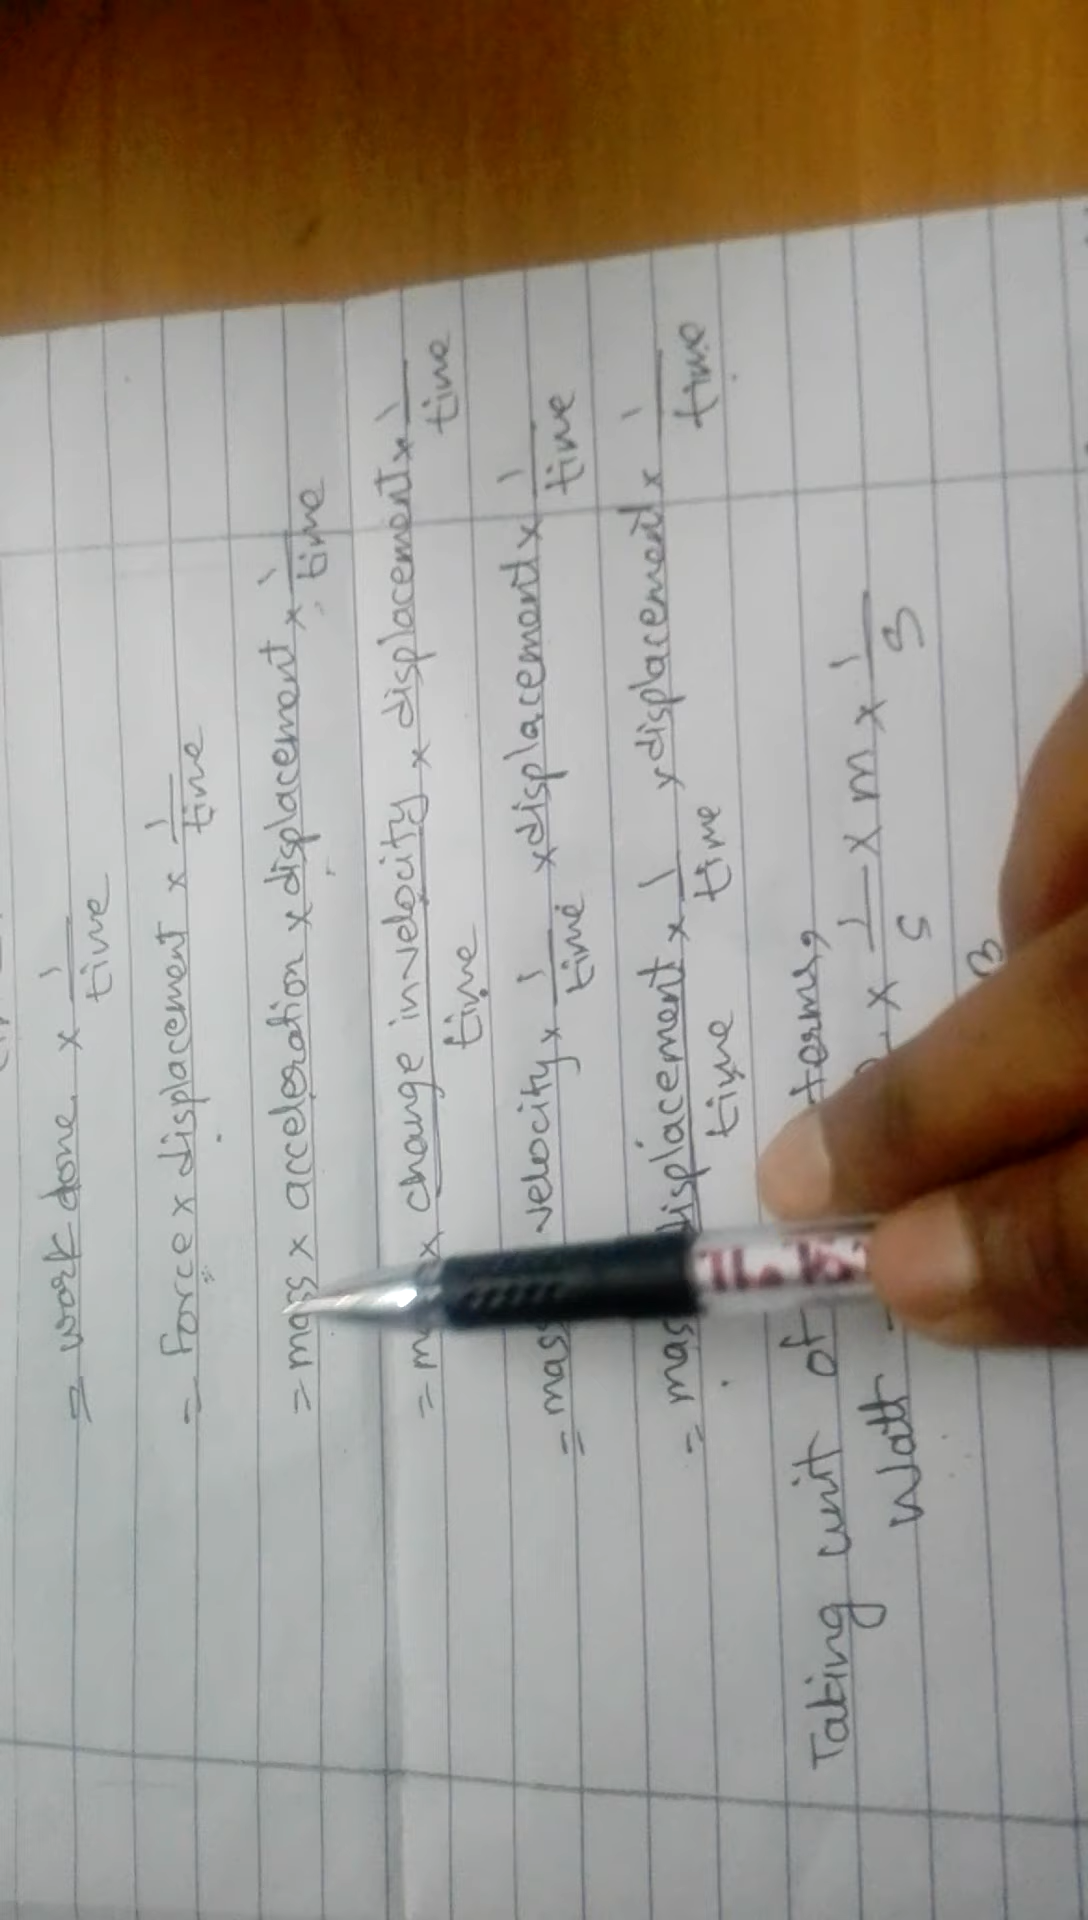 = work done × 1/time
= Force × displacement × 1/time
= mass × acceleration × displacement × 1/time
= m × change in velocity/time × displacement × 1/time
= mass velocity × 1/time × displacement × 1/time
= mas displacement/time × 1/time × displacement × 1/time
Taking unit of terms,
Watt × 1/s × m × 1/s